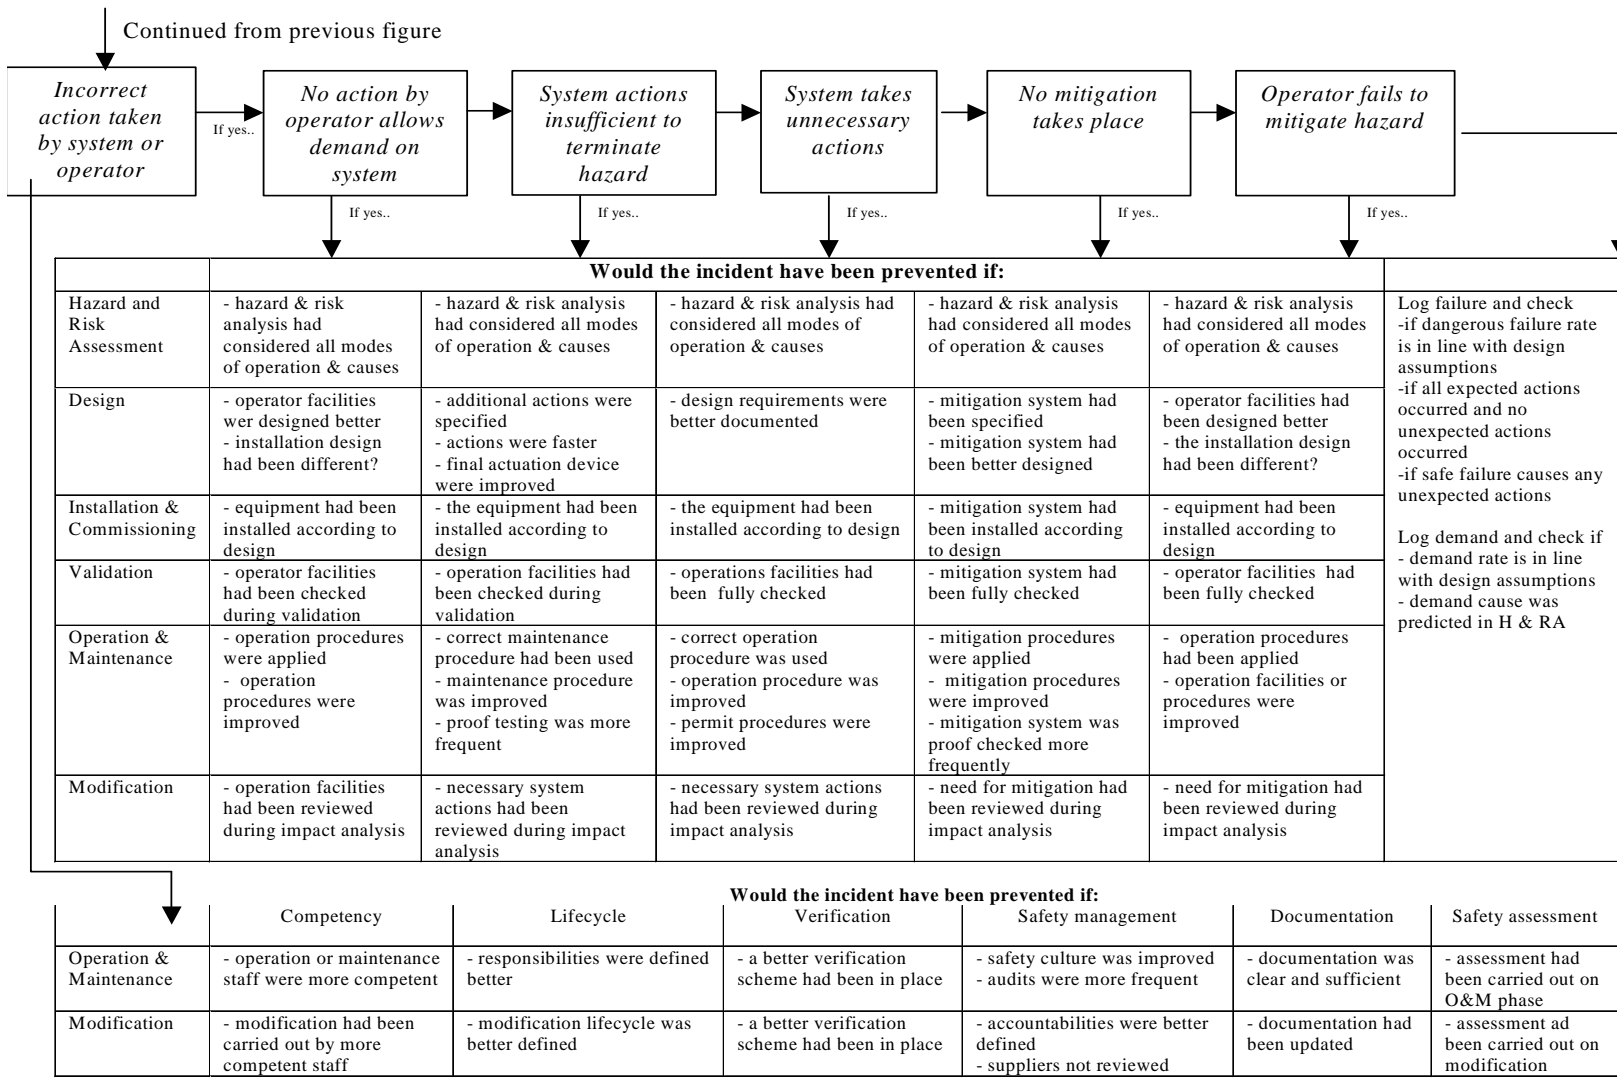 Continued from previous figure
Incorrect
action taken
by system or
operator
If yes..
No action by
operator allows
demand on
system
System actions
insufficient to
terminate
hazard
System takes
unnecessary
actions
No mitigation
takes place
Operator fails to
mitigate hazard
If yes..
If yes..
If yes..
If yes..
If yes..
Would the incident have been prevented if:
Hazard and
Risk
Assessment
- hazard & risk
analysis had
considered all modes
of operation & causes
- hazard & risk analysis
had considered all modes
of operation & causes
- hazard & risk analysis had
considered all modes of
operation & causes
- hazard & risk analysis
had considered all modes
of operation & causes
- hazard & risk analysis
had considered all modes
of operation & causes
Log failure and check
-if dangerous failure rate
is in line with design
assumptions
-if all expected actions
occurred and no
unexpected actions
occurred
-if safe failure causes any
unexpected actions
Log demand and check if
- demand rate is in line
with design assumptions
- demand cause was
predicted in H & RA
Design
- operator facilities
wer designed better
- installation design
had been different?
- additional actions were
specified
- actions were faster
- final actuation device
were improved
- design requirements were
better documented
- mitigation system had
been specified
- mitigation system had
been better designed
- operator facilities had
been designed better
- the installation design
had been different?
Installation &
Commissioning
- equipment had been
installed according to
design
- the equipment had been
installed according to
design
- the equipment had been
installed according to design
- mitigation system had
been installed according
to design
- equipment had been
installed according to
design
Validation
- operator facilities
had been checked
during validation
- operation facilities had
been checked during
validation
- operations facilities had
been fully checked
- mitigation system had
been fully checked
- operator facilities had
been fully checked
Operation &
Maintenance
- operation procedures
were applied
- operation
procedures were
improved
- correct maintenance
procedure had been used
- maintenance procedure
was improved
- proof testing was more
frequent
- correct operation
procedure was used
- operation procedure was
improved
- permit procedures were
improved
- mitigation procedures
were applied
- mitigation procedures
were improved
- mitigation system was
proof checked more
frequently
- operation procedures
had been applied
- operation facilities or
procedures were
improved
Modification
- operation facilities
had been reviewed
during impact analysis
- necessary system
actions had been
reviewed during impact
analysis
- necessary system actions
had been reviewed during
impact analysis
- need for mitigation had
been reviewed during
impact analysis
- need for mitigation had
been reviewed during
impact analysis
Would the incident have been prevented if:
Competency
Lifecycle
Verification
Safety management
Documentation
Safety assessment
Operation &
Maintenance
- operation or maintenance
staff were more competent
- responsibilities were defined
better
- a better verification
scheme had been in place
- safety culture was improved
- audits were more frequent
- documentation was
clear and sufficient
- assessment had
been carried out on
O&M phase
Modification
- modification had been
carried out by more
competent staff
- modification lifecycle was
better defined
- a better verification
scheme had been in place
- accountabilities were better
defined
- suppliers not reviewed
- documentation had
been updated
- assessment ad
been carried out on
modification